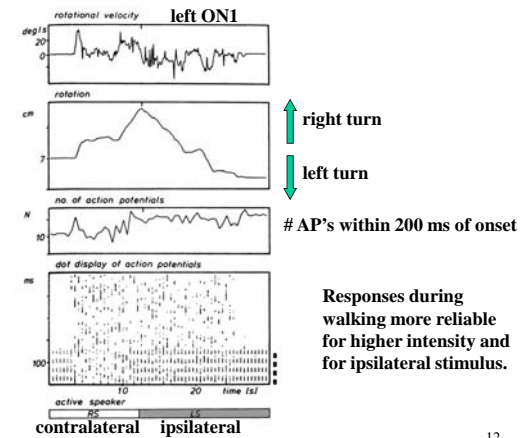 rotational velocity
left ON1
deg/s
20
0
rotation
cm
right turn
7
left turn
no. of action potentials
N
10
# AP's within 200 ms of onset
dot display of action potentials
ms
Responses during
walking more reliable
for higher intensity and
for ipsilateral stimulus.
100
10
20
time [s]
active speaker
RS
LS
contralateral
ipsilateral
12